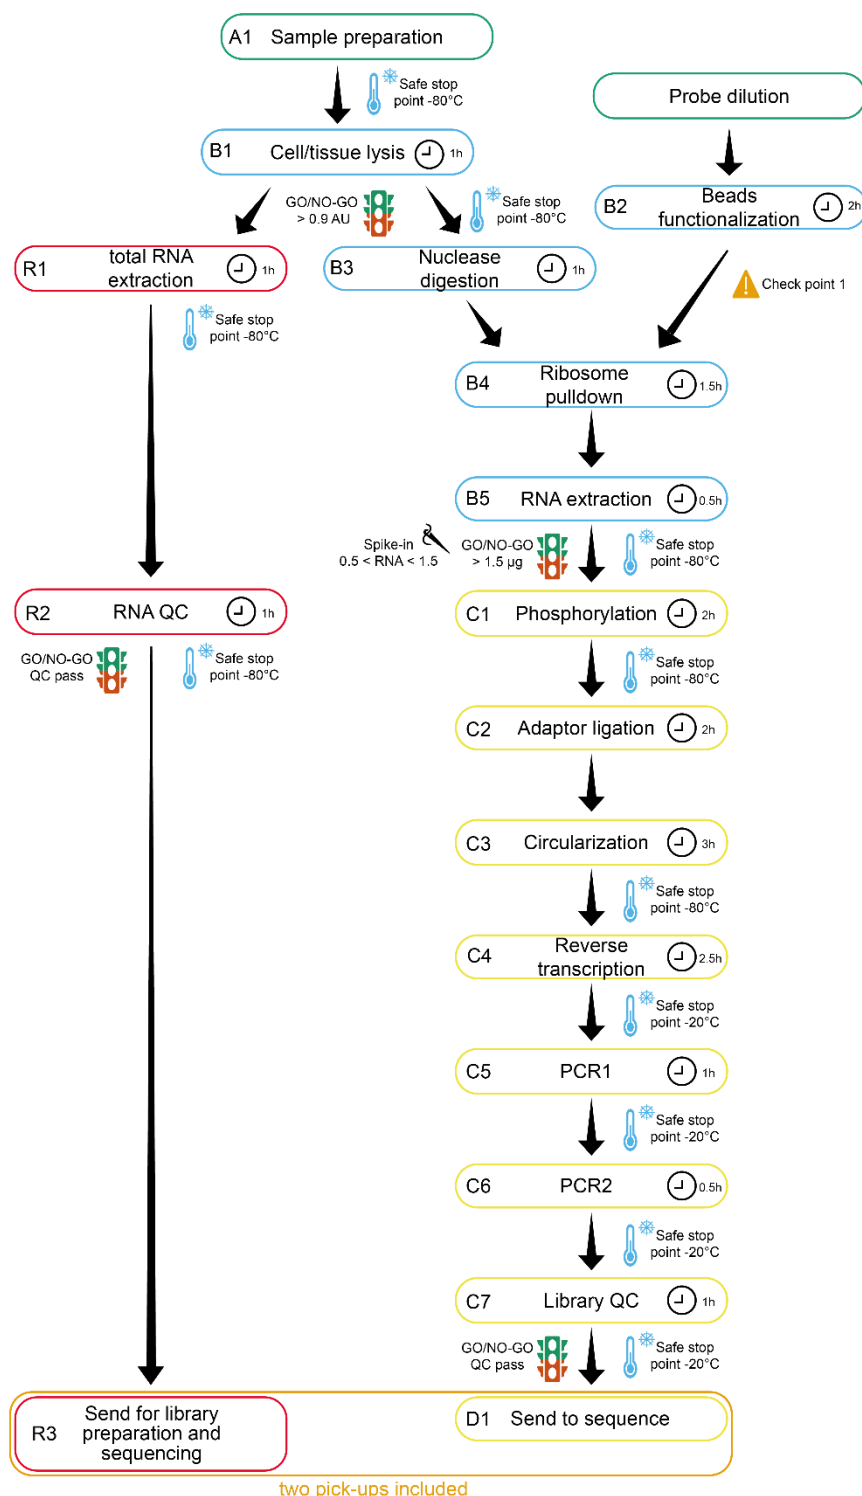 A1 Sample preparation
Safe stop
point -80°C
Probe dilution
B1 Cell/tissue lysis 1h
GO/NO-GO
> 0.9 AU
Safe stop
point -80°C
B2 Beads
functionalization 2h
R1 total RNA
extraction 1h
B3 Nuclease
digestion 1h
Check point 1
Safe stop
point -80°C
B4 Ribosome
pulldown 1.5h
B5 RNA extraction 0.5h
Spike-in
0.5 < RNA < 1.5
GO/NO-GO
> 1.5 µg
Safe stop
point -80°C
R2 RNA QC 1h
C1 Phosphorylation 2h
GO/NO-GO
QC pass
Safe stop
point -80°C
Safe stop
point -80°C
C2 Adaptor ligation 2h
C3 Circularization 3h
Safe stop
point -80°C
C4 Reverse
transcription 2.5h
Safe stop
point -20°C
C5 PCR1 1h
Safe stop
point -20°C
C6 PCR2 0.5h
Safe stop
point -20°C
C7 Library QC 1h
GO/NO-GO
QC pass
Safe stop
point -20°C
R3 Send for library
preparation and
sequencing
D1 Send to sequence
two pick-ups included